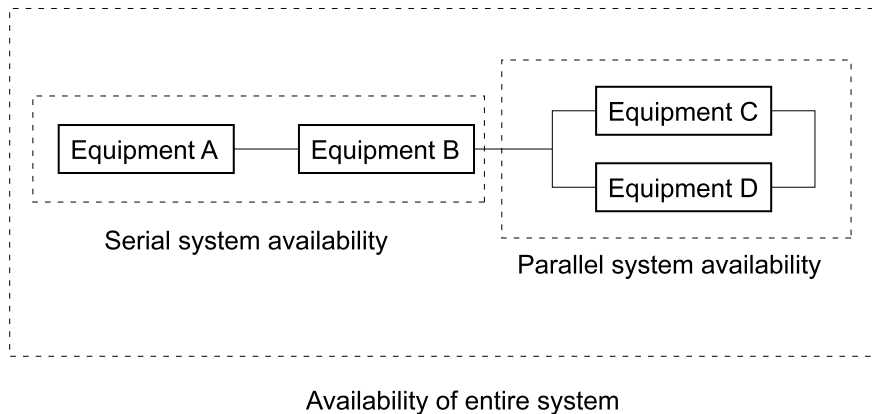 Equipment A
Equipment B
Equipment C
Equipment D
Serial system availability
Parallel system availability
Availability of entire system